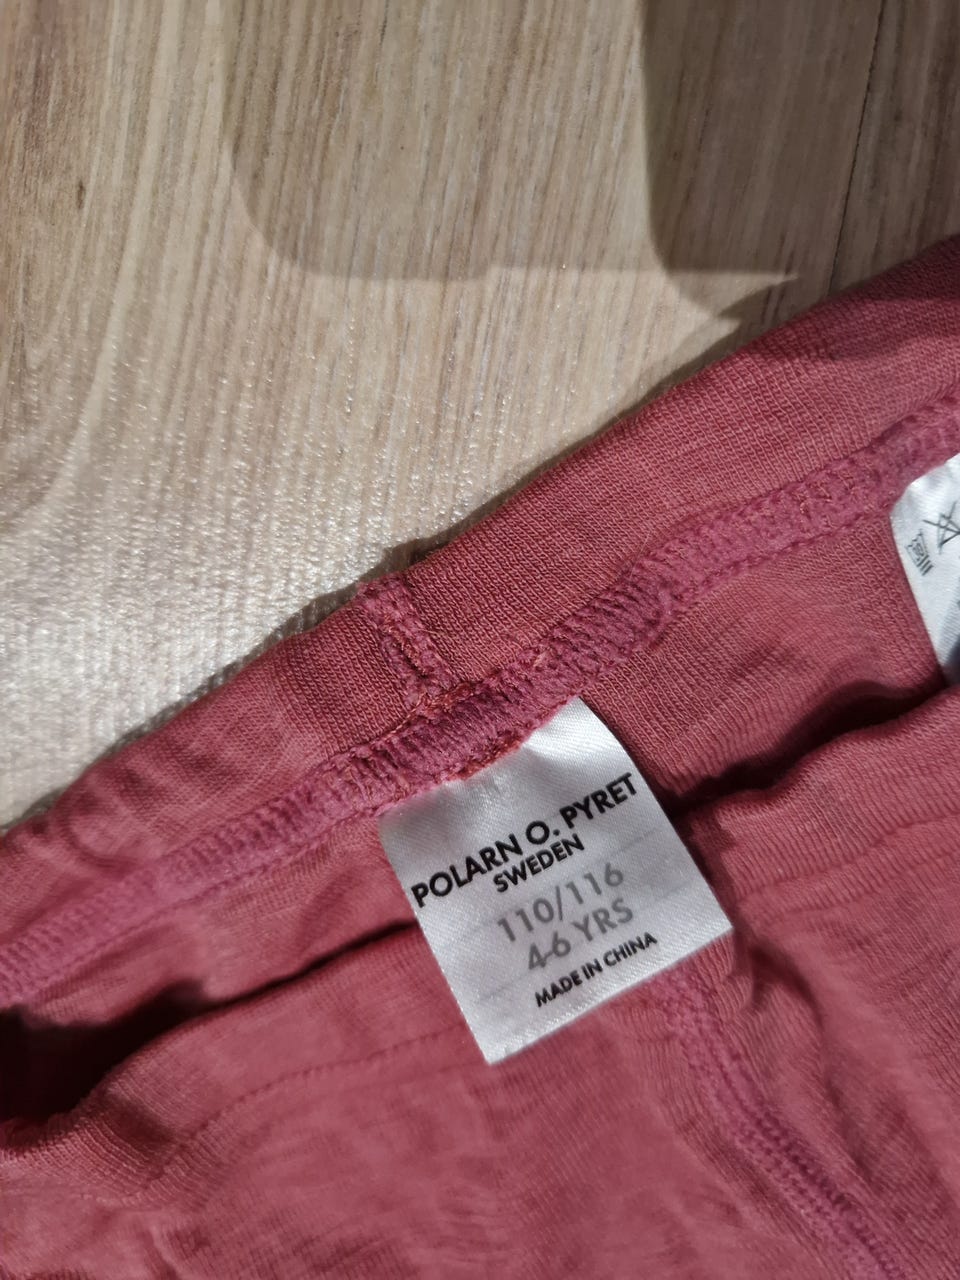 POLARN O. PYRET
SWEDEN
110/116
4-6 YRS
MADE IN CHINA